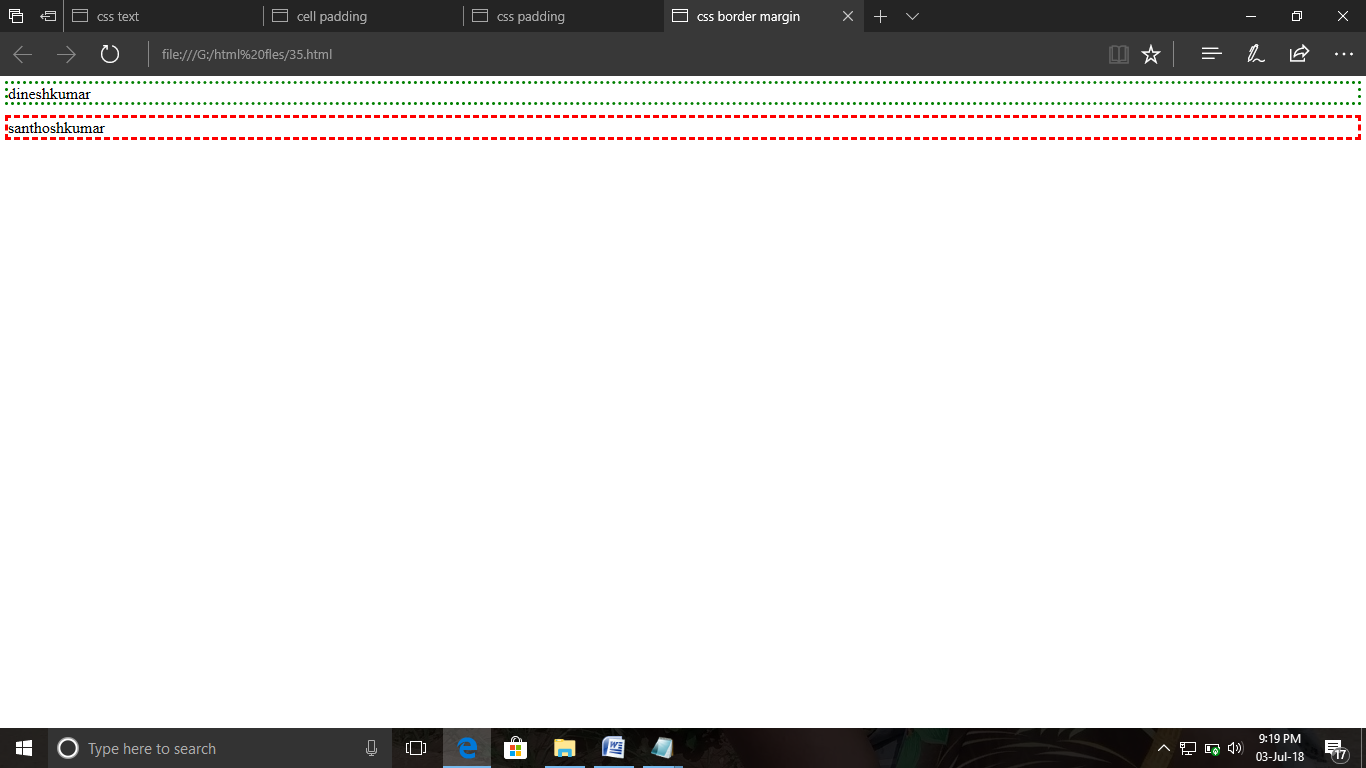 css text
cell padding
css padding
css border margin
file:///G:/html%20fles/35.html
dineshkumar
santhoshkumar
Type here to search
9:19 PM
03-Jul-18
17